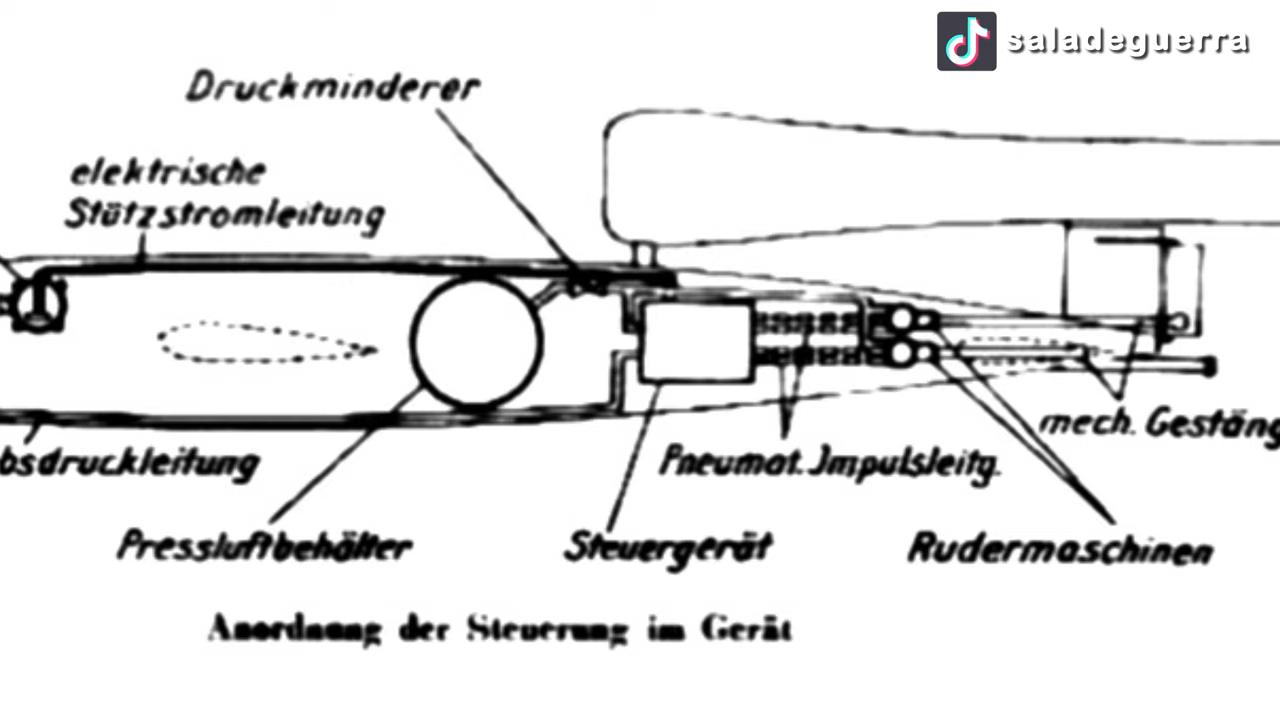 saladeguerra
Druckminderer
elektrische
Stützstromleitung
mech. Gestäng
bsdruckleitung
Pneumat. Impulsleitg.
Pressluftbehälter
Steuergerät
Rudermaschinen
Anordnung der Steuerung im Gerät